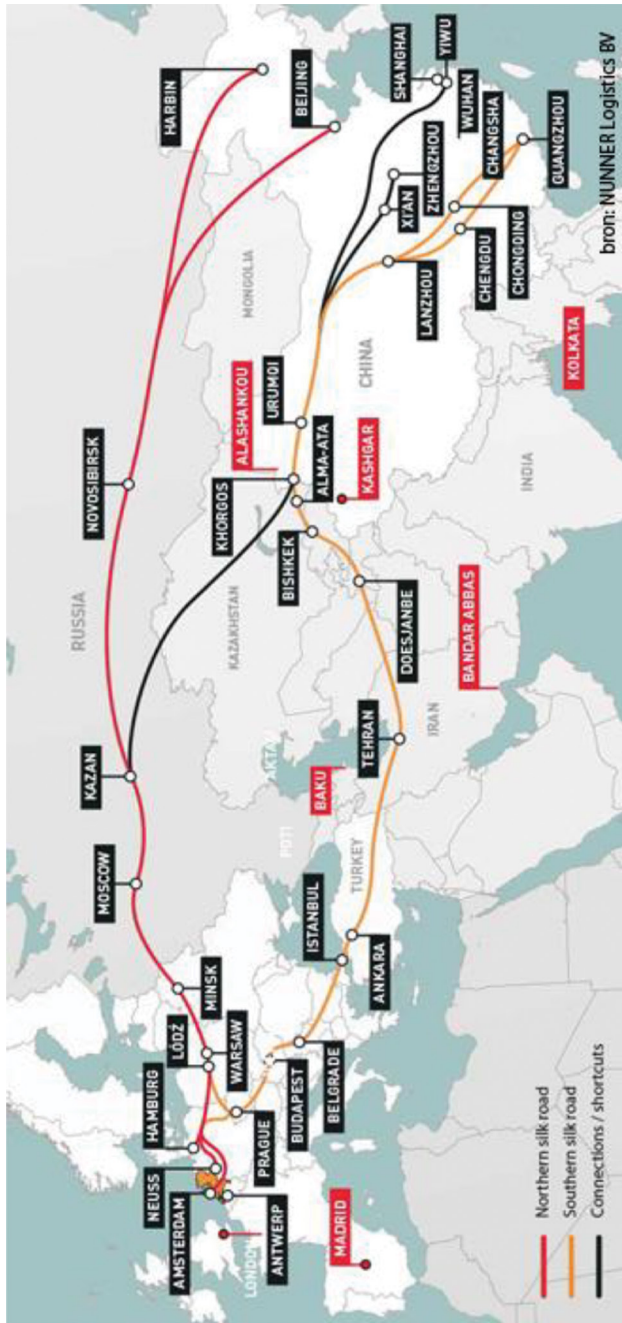 HARBIN
BEIJING
SHANGHAI
YIWU
WUHAN
ZHENGZHOU
XI'AN
CHANGSHA
GUANGZHOU
LANZHOU
CHENGDU
CHONGQING
MONGOLIA
CHINA
NOVOSIBIRSK
RUSSIA
ALASHANKOU
URUMQI
KHORGOS
ALMA-ATA
KASHGAR
BISHKEK
KAZAKHSTAN
DOESJANBE
INDIA
KOLKATA
BANDAR ABBAS
KAZAN
MOSCOW
AKTAU
BAKU
POTI
TEHRAN
IRAN
TURKEY
ISTANBUL
ANKARA
MINSK
ŁÓDŹ
WARSAW
HAMBURG
PRAGUE
BUDAPEST
BELGRADE
NEUSS
AMSTERDAM
ANTWERP
LONDON
MADRID
Northern silk road
Southern silk road
Connections / shortcuts
bron: NUNNER Logistics BV